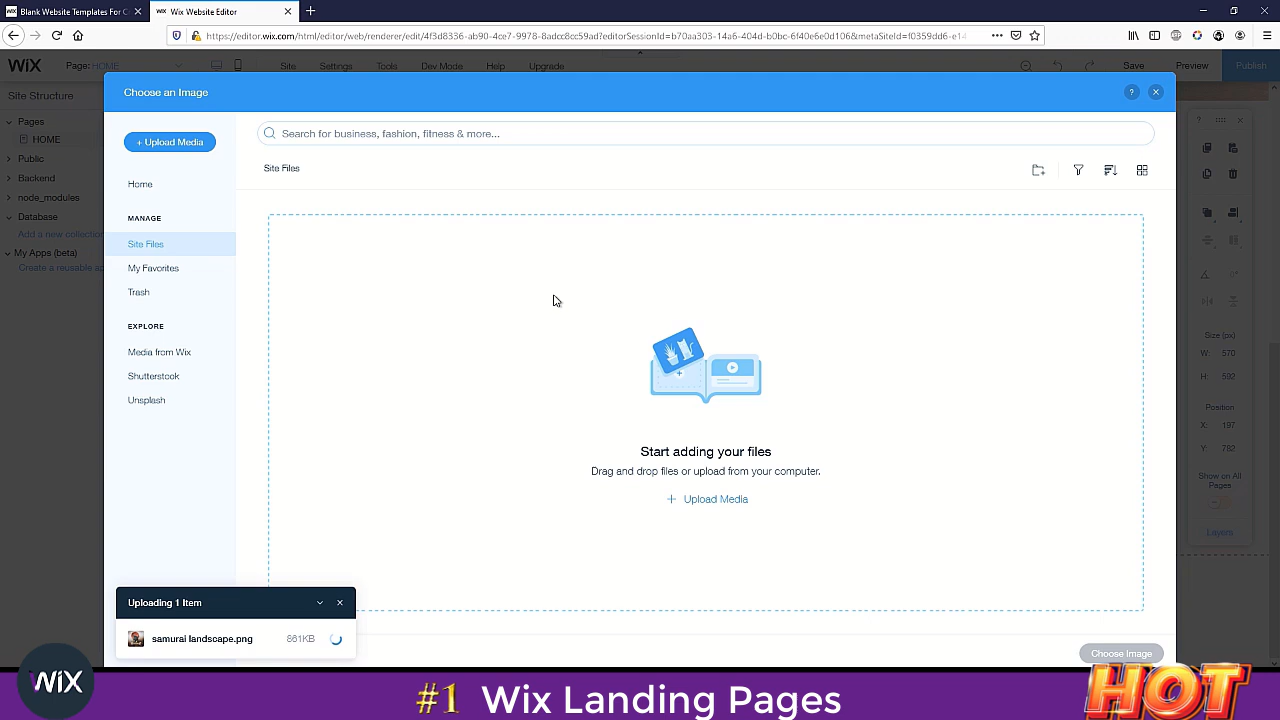 Blank Website Templates For C
Wix Website Editor
https://editor.wix.com/html/editor/web/renderer/edit/4f3d8336-ab90-4ce7-9978-8adcc8cc59ad?editorSessionId=b70aa303-14a6-404d-b0bc-6f40e6e0d106&metaSiteId=f0359dd6-e14
WiX
Page: HOME
Site
Settings
Tools
Dev Mode
Help
Upgrade
Save
Preview
Publish
Site Structure
Pages
HOME
Public
Backend
node_modules
Database
Add a new collection
My Apps (beta)
Create a reusable ap
Choose an Image
?
+ Upload Media
Search for business, fashion, fitness & more...
Home
MANAGE
Site Files
My Favorites
Trash
EXPLORE
Media from Wix
Shutterstock
Unsplash
Site Files
Start adding your files
Drag and drop files or upload from your computer.
+ Upload Media
Uploading 1 Item
samurai landscape.png
861KB
Choose Image
Size (px)
W: 570
H: 592
Position
X: 197
Y: 782
Show on All
Pages
Layers
WiX
#1 Wix Landing Pages
HOT